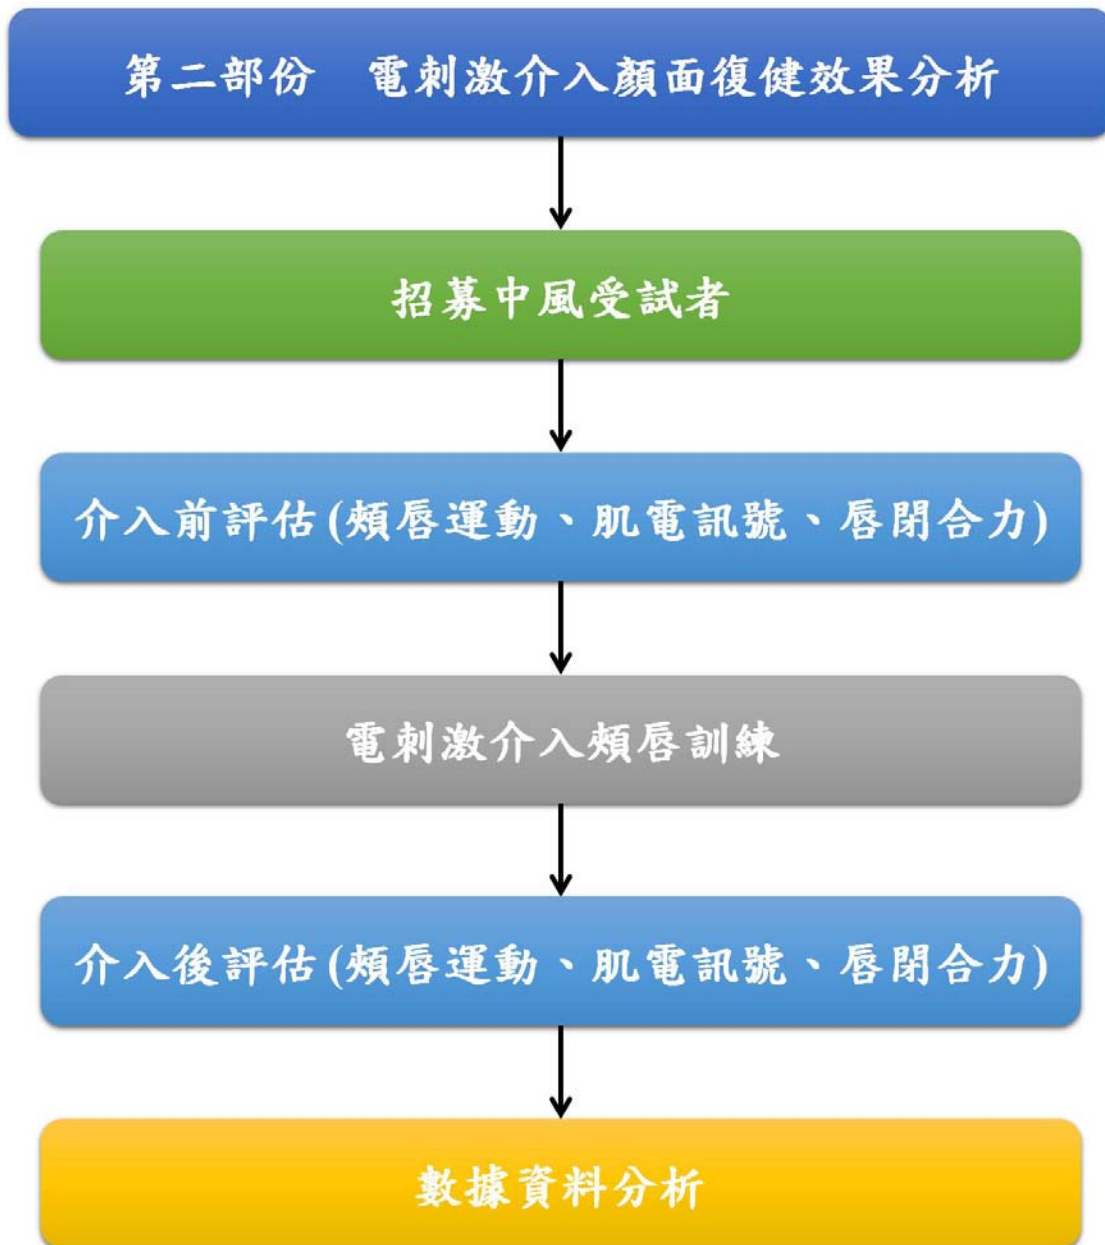 第二部份　電刺激介入顏面復健效果分析
招募中風受試者
介入前評估(頰唇運動、肌電訊號、唇閉合力)
電刺激介入頰唇訓練
介入後評估(頰唇運動、肌電訊號、唇閉合力)
數據資料分析